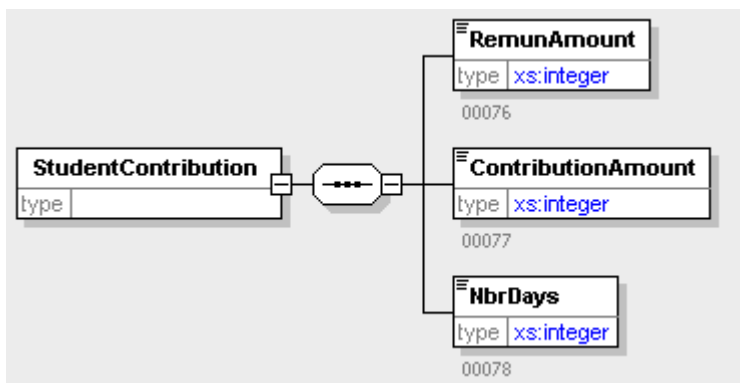 RemunAmount
type xs:integer
00076
StudentContribution
type
ContributionAmount
type xs:integer
00077
NbrDays
type xs:integer
00078